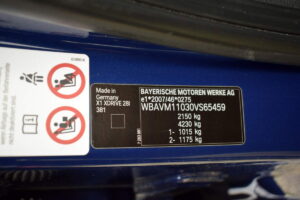 Made in
Germany
X1 XDRIVE 28i
381
BAYERISCHE MOTOREN WERKE AG
e1*2007/46*0275
WBAVM11030VS65459
2150 kg
4230 kg
1- 1015 kg
2- 1175 kg